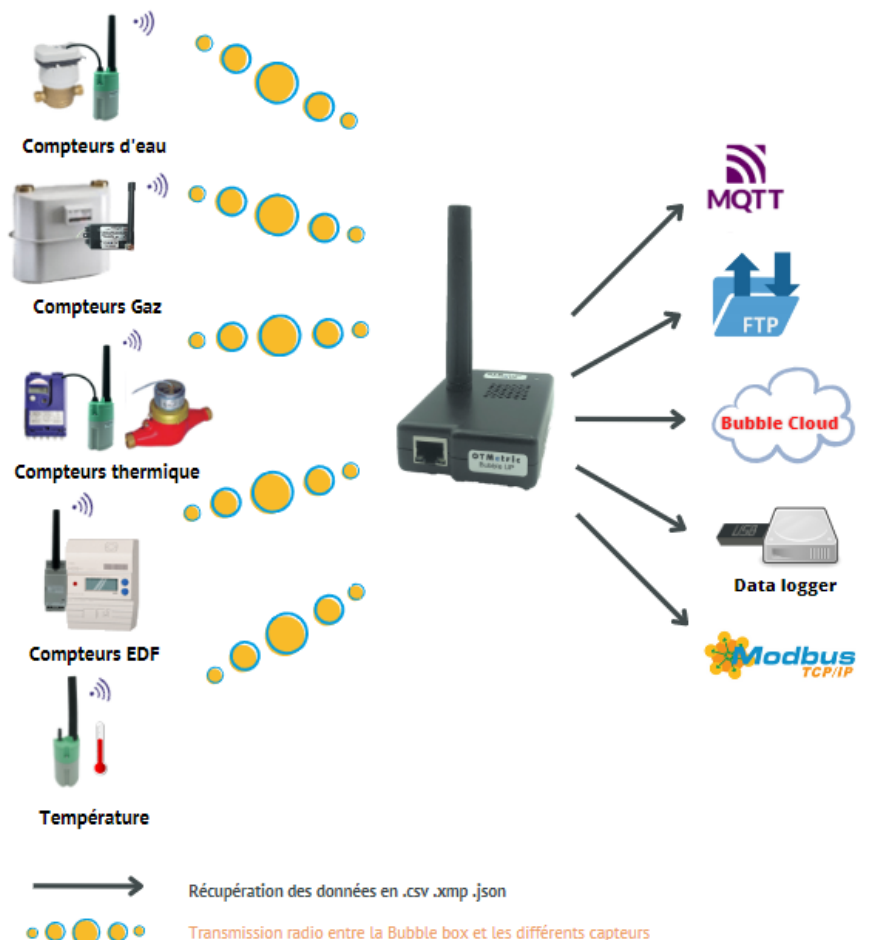 Compteurs d'eau
MQTT
Compteurs Gaz
FTP
Bubble Cloud
OTMetric
Bubble UP
Compteurs thermique
Data logger
Compteurs EDF
Modbus
TCP/IP
Température
Récupération des données en .csv .xmp .json
Transmission radio entre la Bubble box et les différents capteurs